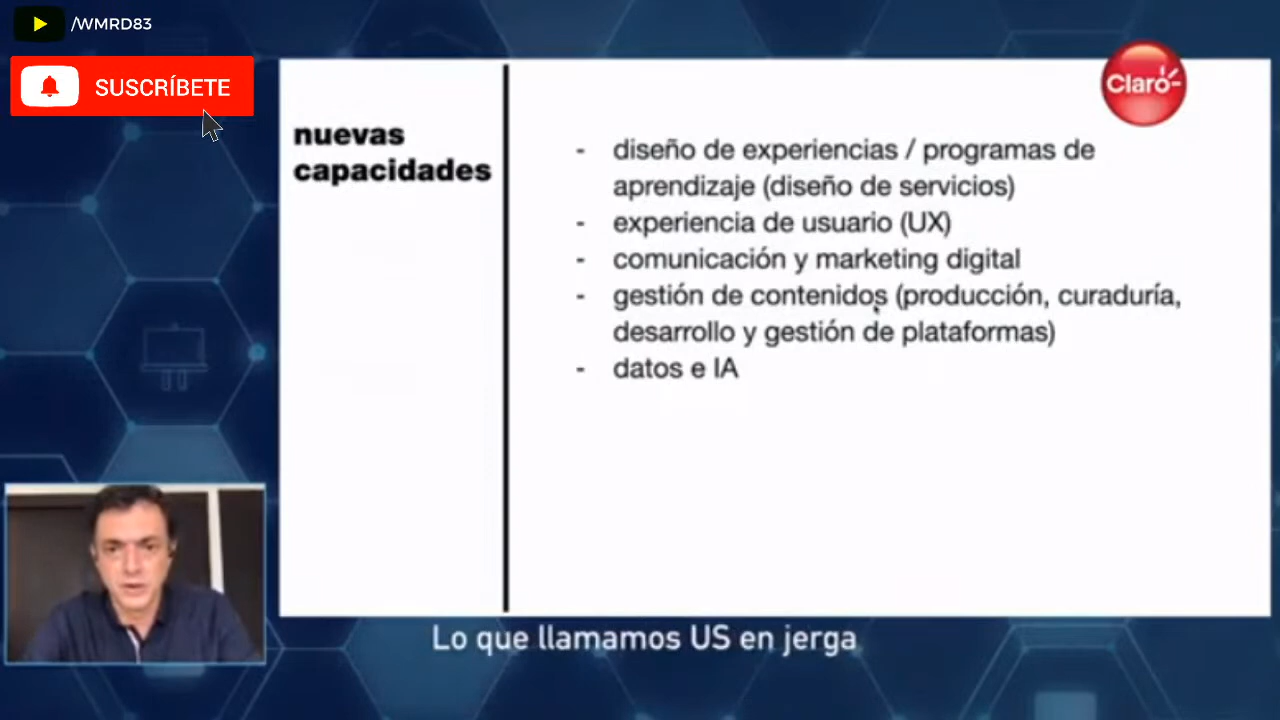 /WMRD83
SUSCRÍBETE
Claro-
nuevas
capacidades
- diseño de experiencias / programas de
aprendizaje (diseño de servicios)
- experiencia de usuario (UX)
- comunicación y marketing digital
- gestión de contenidos (producción, curaduría,
desarrollo y gestión de plataformas)
- datos e IA
Lo que llamamos US en jerga